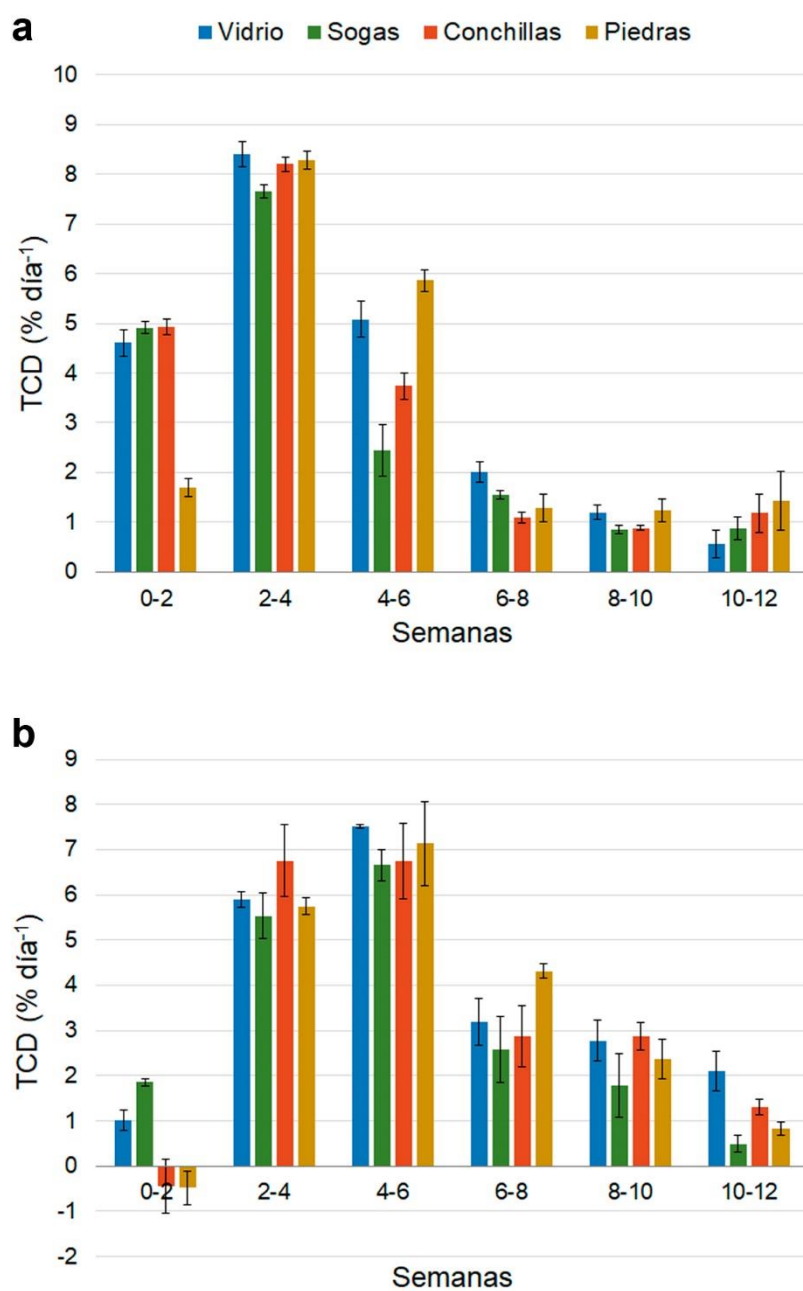 a
Vidrio Sogas Conchillas Piedras
10
9
8
7
6
5
4
3
2
1
0
TCD (% día⁻¹)
0-2 2-4 4-6 6-8 8-10 10-12
Semanas
b
9
8
7
6
5
4
3
2
1
0
-1
-2
TCD (% día⁻¹)
0-2 2-4 4-6 6-8 8-10 10-12
Semanas